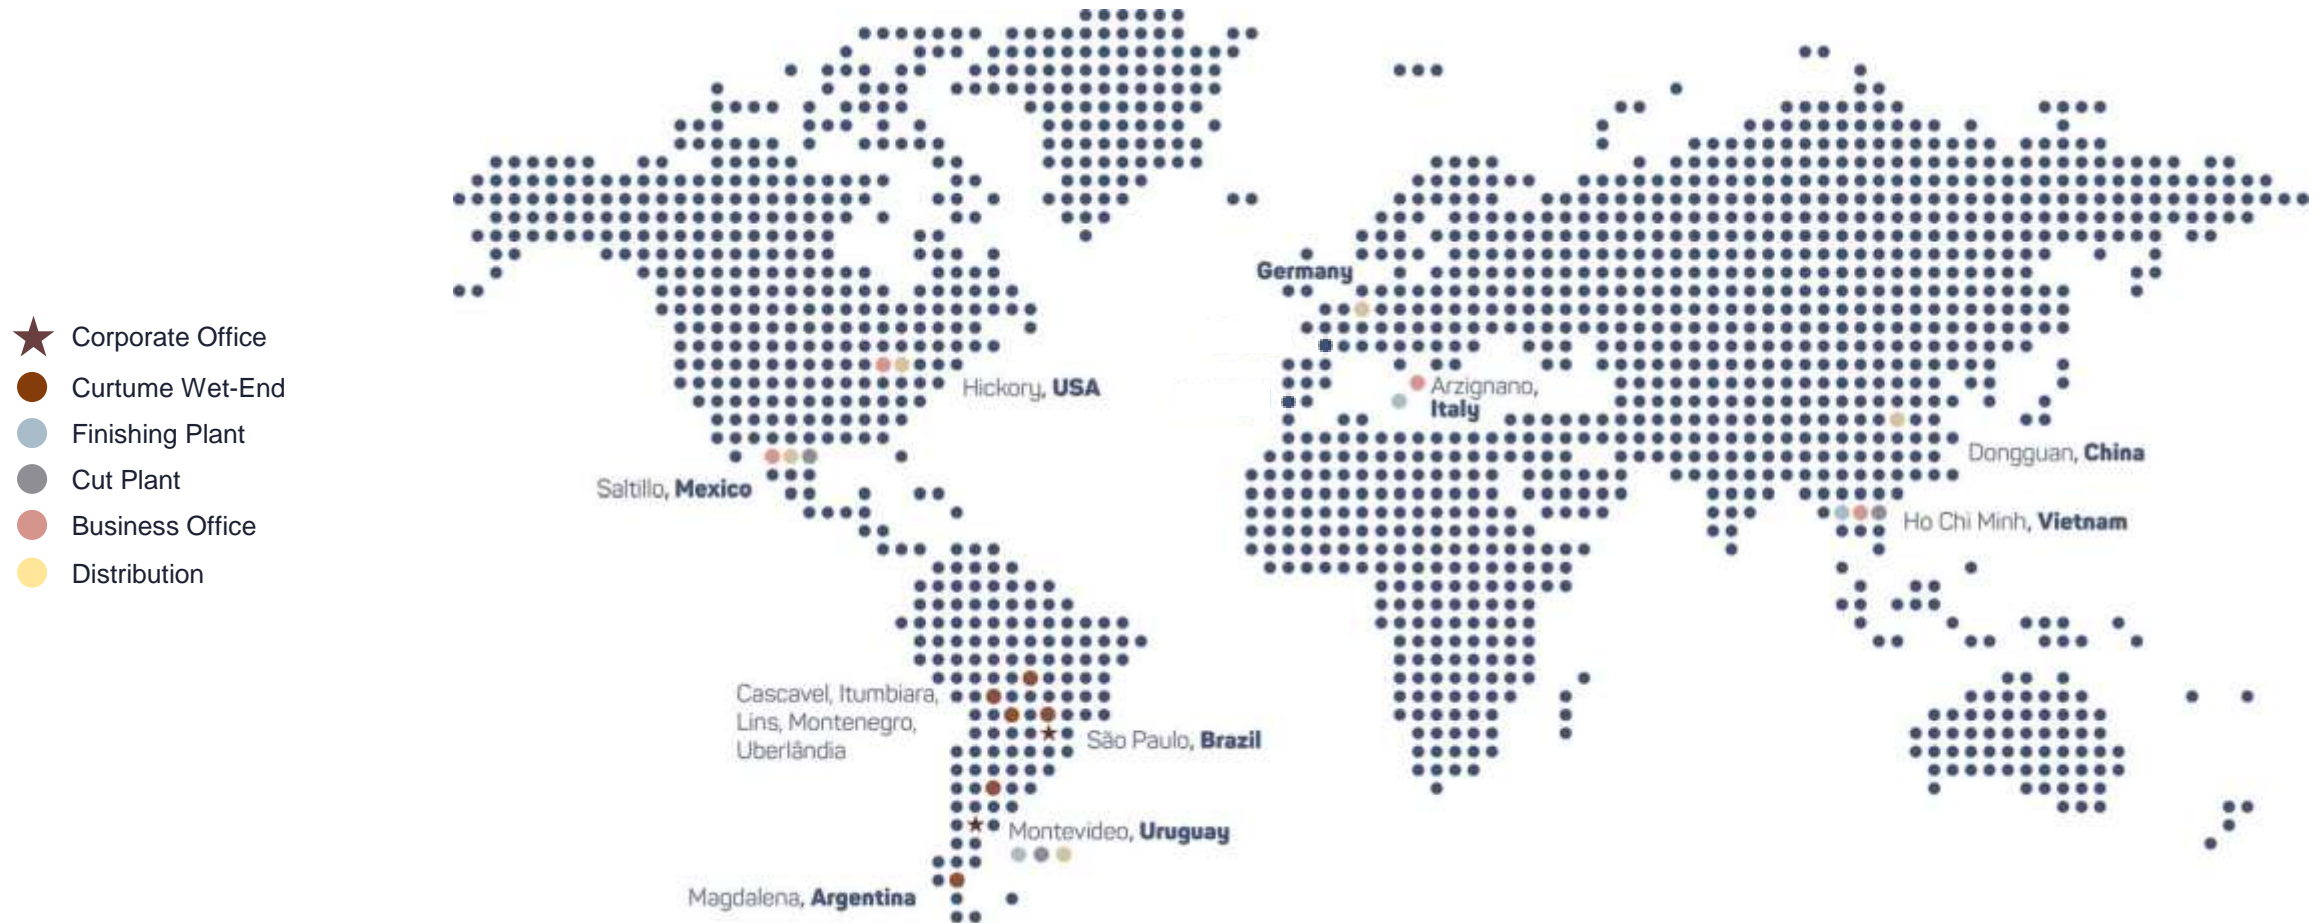 Corporate Office
Curtume Wet-End
Finishing Plant
Cut Plant
Business Office
Distribution
Germany
Hickory, USA
Arzignano,
Italy
Saltillo, Mexico
Dongguan, China
Ho Chi Minh, Vietnam
Cascavel, Itumbiara,
Lins, Montenegro,
Uberlândia
São Paulo, Brazil
Montevideo, Uruguay
Magdalena, Argentina